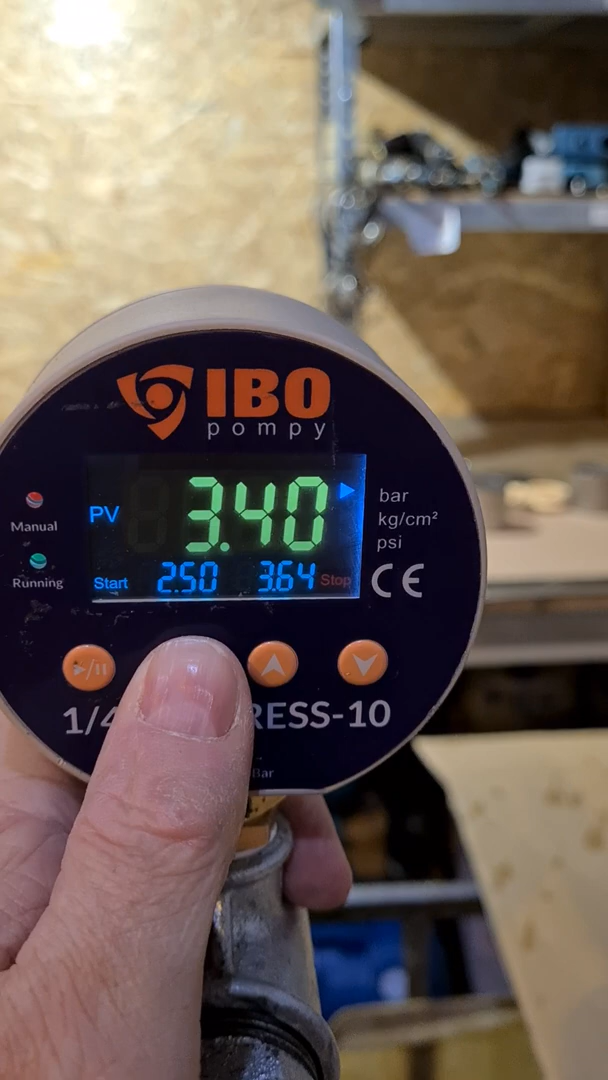 IBO
pompy
PV 3.40
bar
kg/cm²
psi
Manual
Running
Start 2.50 3.64 Stop
CE
1/4 RESS-10
Bar